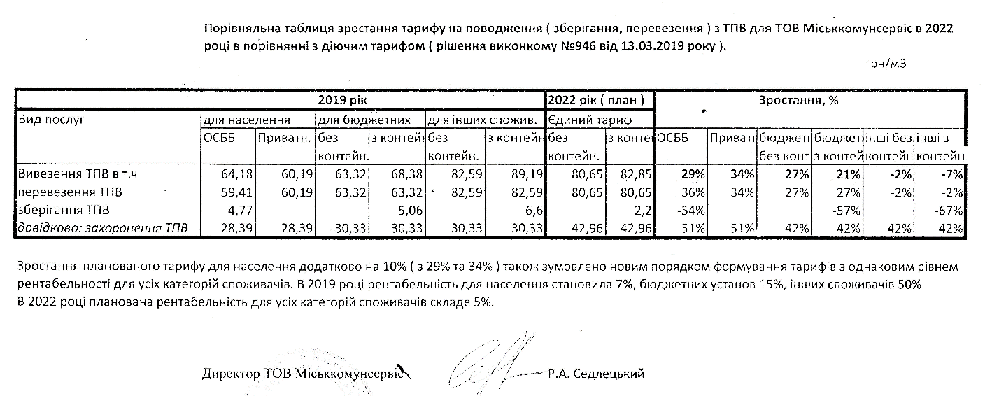 Порівняльна таблиця зростання тарифу на поводження ( зберігання, перевезення ) з ТПВ для ТОВ Міськкомунсервіс в 2022
році в порівнянні з діючим тарифом ( рішення виконкому №946 від 13.03.2019 року ).
грн/м3
2019 рік 2022 рік ( план ) Зростання, %
Вид послуг для населення для бюджетних для інших спожив. Єдиний тариф
ОСББ Приватн. без з контейн без з контейн без з конте ОСББ Приватн бюджетн бюджет інші без інші з
контейн. контейн. контейн. без конт з контей контейн контейн
Вивезення ТПВ в т.ч 64,18 60,19 63,32 68,38 82,59 89,19 80,65 82,85 29% 34% 27% 21% -2% -7%
перевезення ТПВ 59,41 60,19 63,32 63,32 82,59 82,59 80,65 80,65 36% 34% 27% 27% -2% -2%
зберігання ТПВ 4,77 5,06 6,6 2,2 -54% -57% -67%
довідково: захоронення ТПВ 28,39 28,39 30,33 30,33 30,33 30,33 42,96 42,96 51% 51% 42% 42% 42% 42%
Зростання планованого тарифу для населення додатково на 10% ( з 29% та 34% ) також зумовлено новим порядком формування тарифів з однаковим рівнем
рентабельності для усіх категорій споживачів. В 2019 році рентабельність для населення становила 7%, бюджетних установ 15%, інших споживачів 50%.
В 2022 році планована рентабельність для усіх категорій споживачів складе 5%.
Директор ТОВ Міськкомунсервіс Р.А. Седлецький